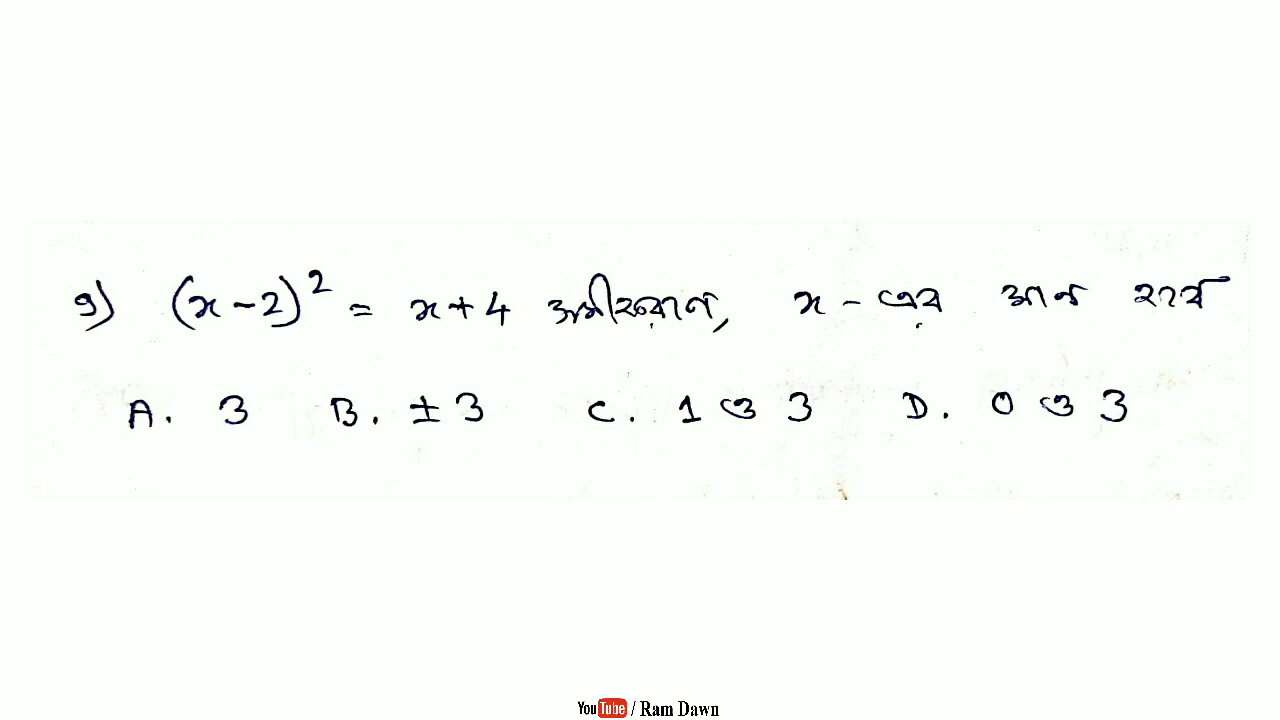 9) (x-2)² = x+4 সমীকরণে, x - এর মান হবে
A. 3 B. ±3 C. 1 ও 3 D. 0 ও 3
YouTube / Ram Dawn